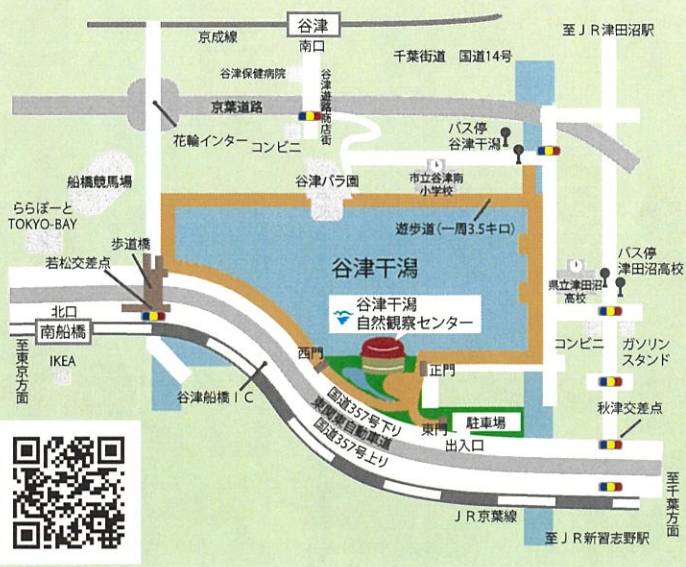 谷津
京成線
南口
至JR津田沼駅
千葉街道　国道14号
谷津保健病院
谷津遊路商店街
京葉道路
花輪インター
コンビニ
バス停
谷津干潟
船橋競馬場
谷津バラ園
市立谷津南
小学校
ららぽーと
TOKYO-BAY
遊歩道(一周3.5キロ)
歩道橋
若松交差点
谷津干潟
バス停
津田沼高校
県立津田沼
高校
北口
南船橋
谷津干潟
自然観察センター
コンビニ
ガソリン
スタンド
至東京方面
IKEA
西門
正門
谷津船橋IC
国道357号下り
東関東自動車道
国道357号上り
東門
駐車場
出入口
秋津交差点
JR京葉線
至JR新習志野駅
至千葉方面